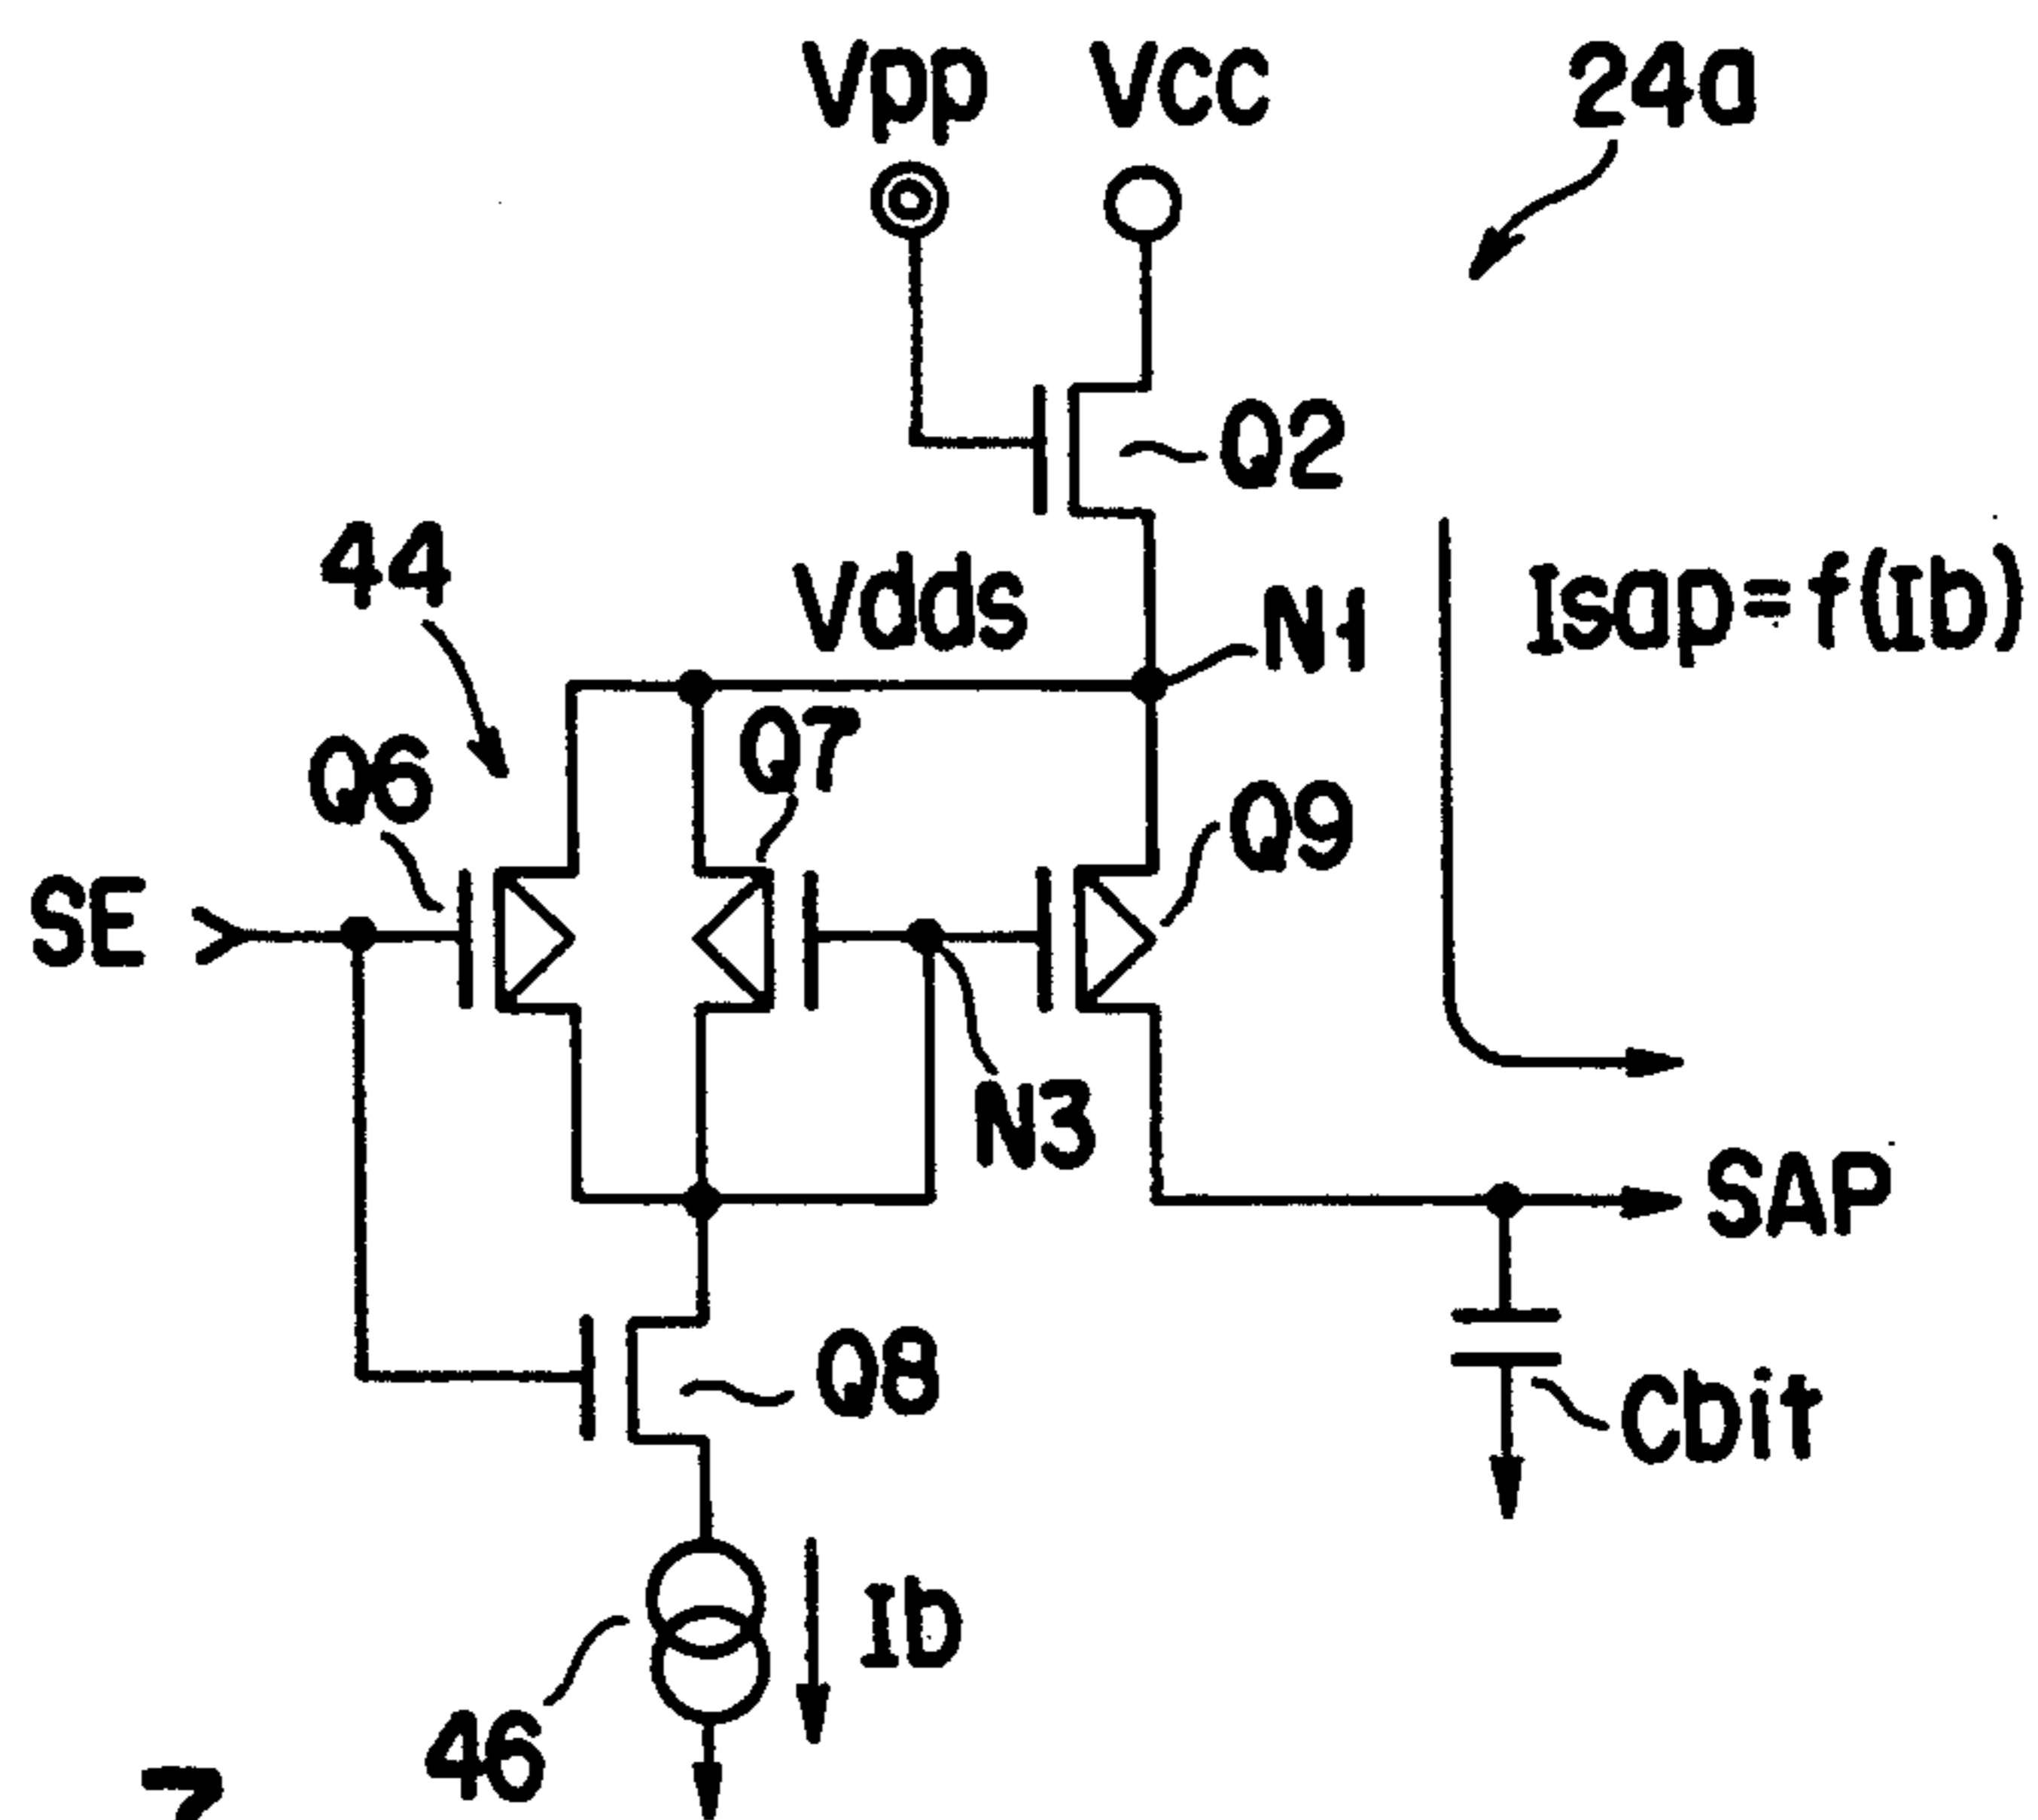 Vpp
Vcc
24a
Q2
44
Vdds
N1
Isap=f(Ib)
Q7
Q6
Q9
SE
N3
SAP
Q8
Cbit
Ib
46
7